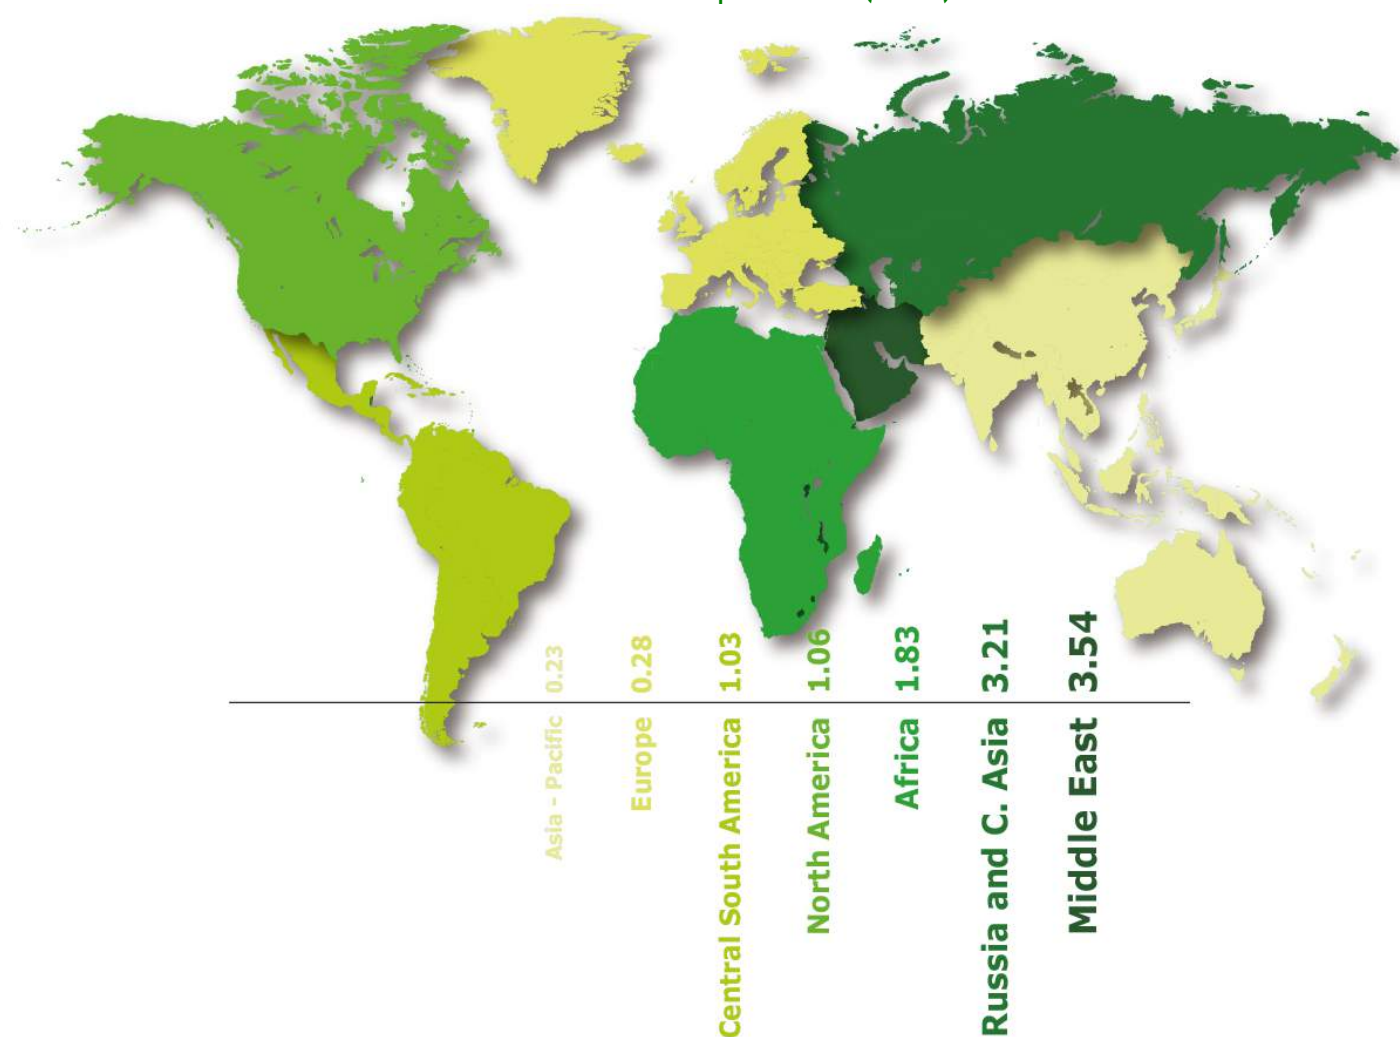 Asia - Pacific 0.23
Europe 0.28
Central South America 1.03
North America 1.06
Africa 1.83
Russia and C. Asia 3.21
Middle East 3.54